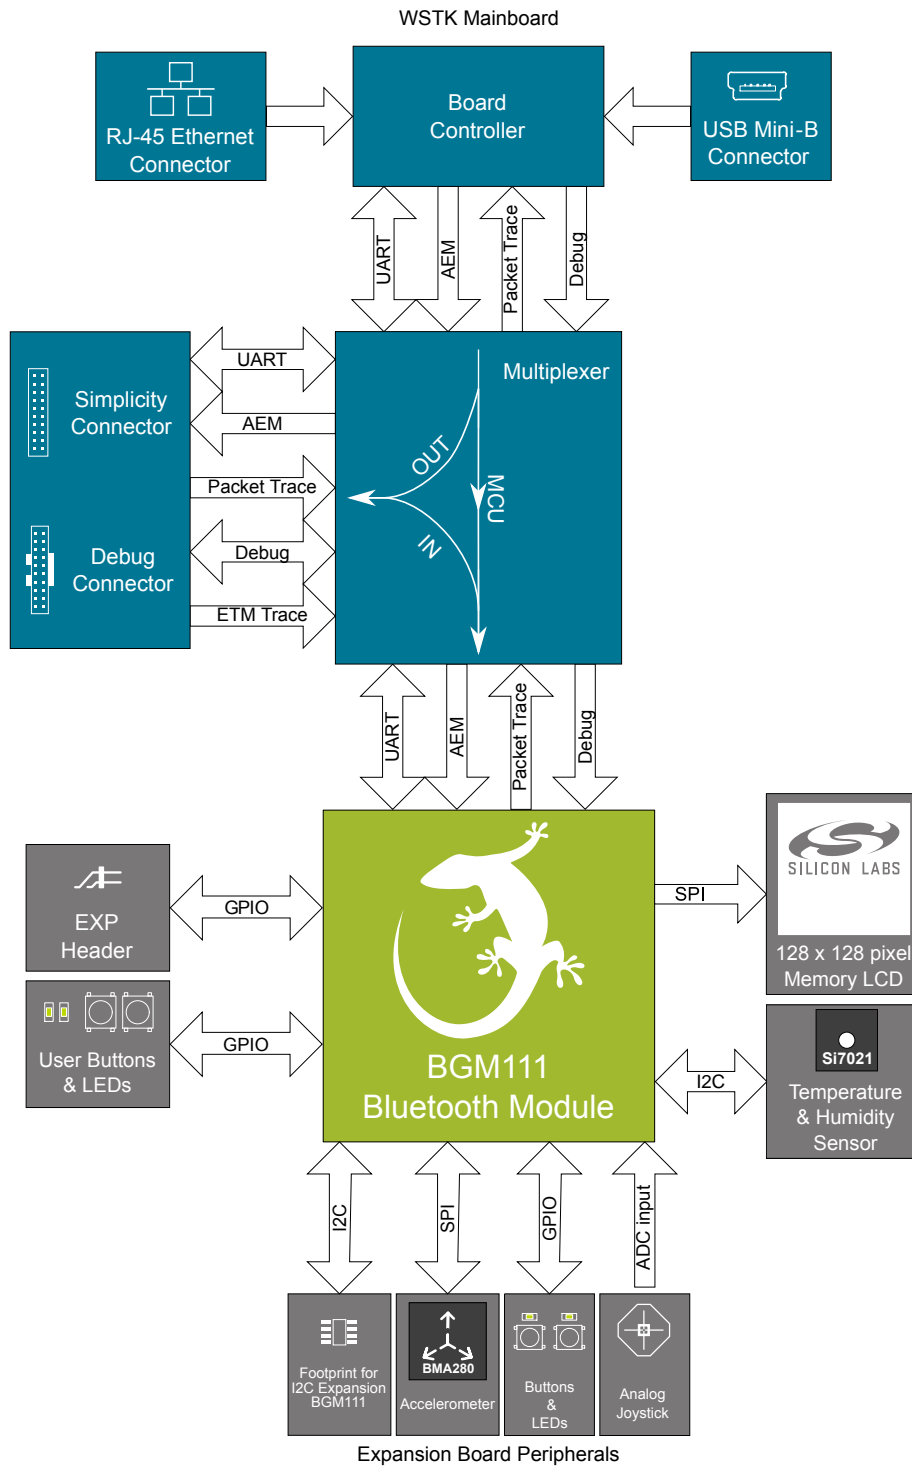 WSTK Mainboard
RJ-45 Ethernet
Connector
Board
Controller
USB Mini-B
Connector
UART
AEM
Packet Trace
Debug
Simplicity
Connector
Debug
Connector
UART
AEM
Packet Trace
Debug
ETM Trace
Multiplexer
OUT
MCU
IN
UART
AEM
Packet Trace
Debug
EXP
Header
GPIO
User Buttons
& LEDs
GPIO
BGM111
Bluetooth Module
SPI
SILICON LABS
128 x 128 pixel
Memory LCD
I2C
Si7021
Temperature
& Humidity
Sensor
I2C
SPI
GPIO
ADC input
Footprint for
I2C Expansion
BGM111
BMA280
Accelerometer
Buttons
&
LEDs
Analog
Joystick
Expansion Board Peripherals